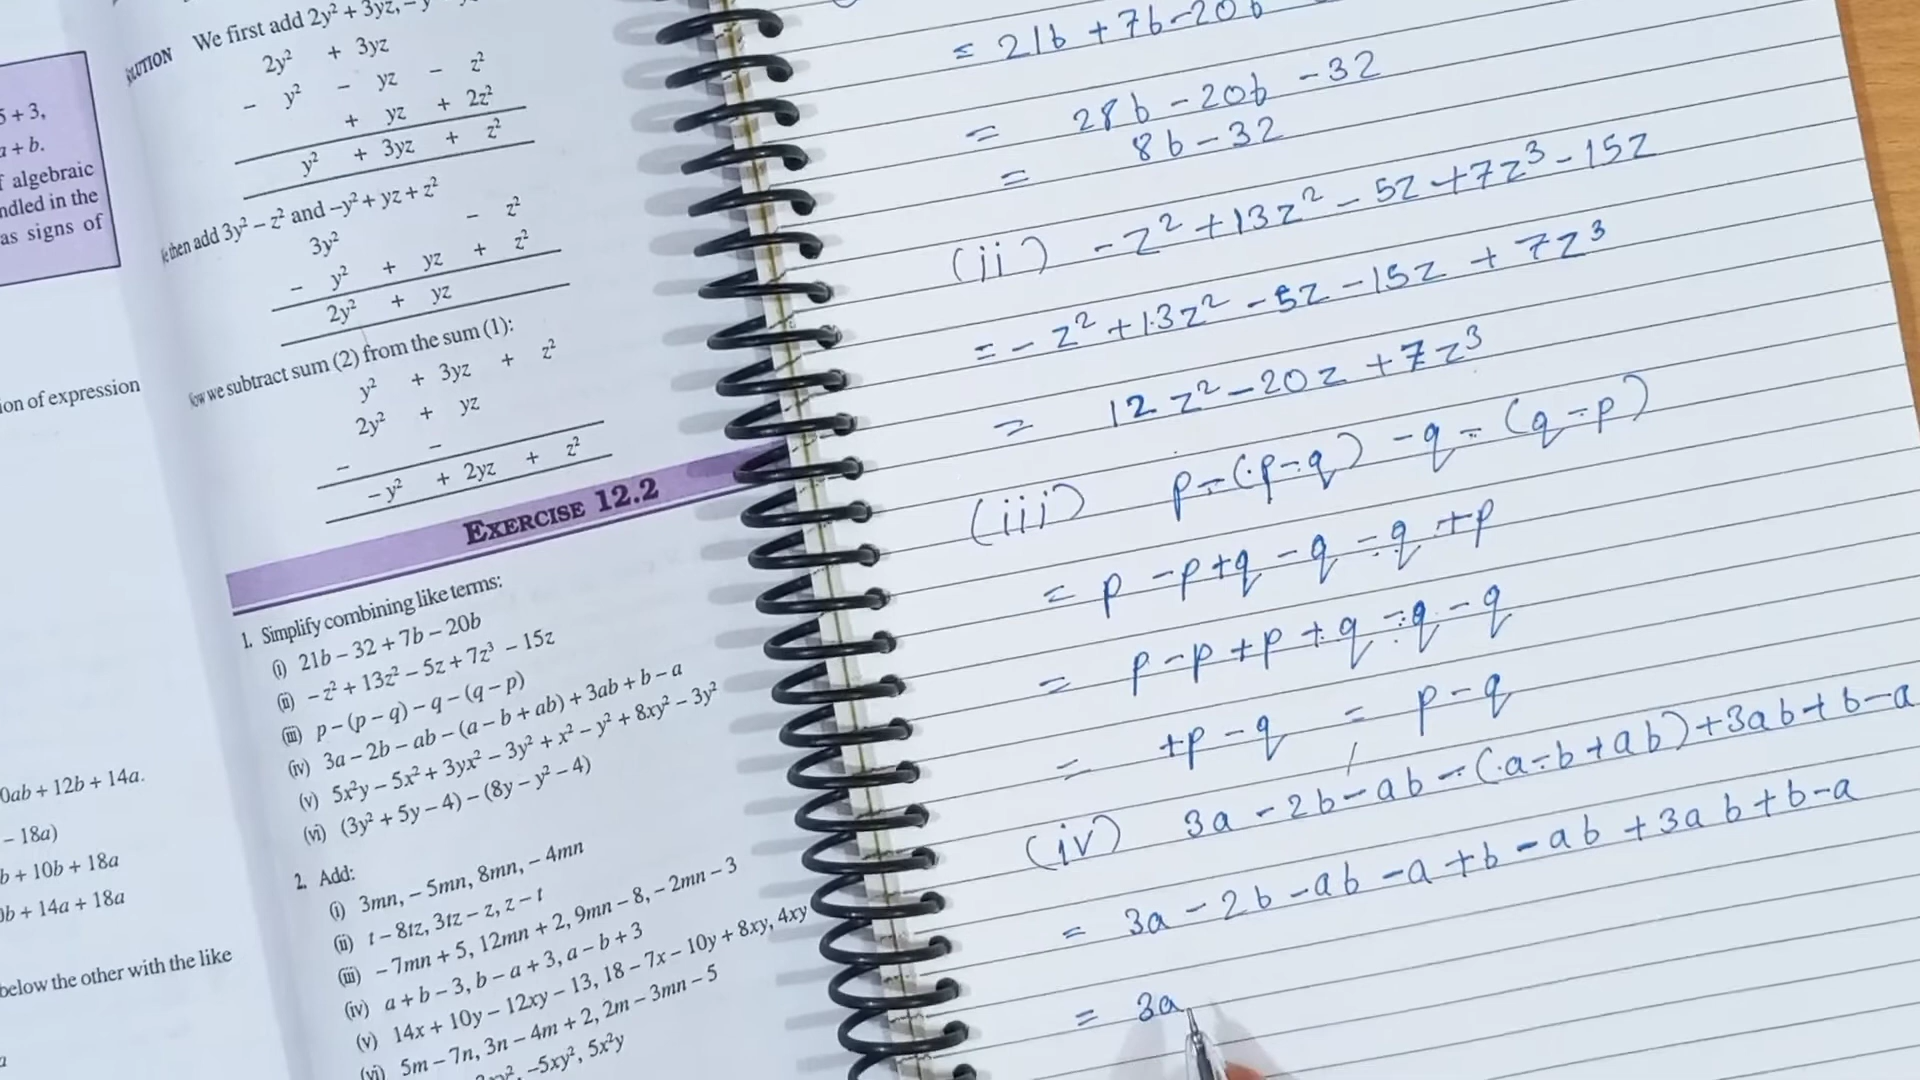 5 + 3,
a + b.
f algebraic
ndled in the
as signs of
ion of expression
0ab + 12b + 14a.
– 18a)
b + 10b + 18a
0b + 14a + 18a
below the other with the like
LUTION We first add 2y² + 3yz, – y
2y² + 3yz
– y² – yz – z²
+ yz + 2z²
y² + 3yz + z²
then add 3y² – z² and –y² + yz + z²
3y² – z²
– y² + yz + z²
2y² + yz
Now we subtract sum (2) from the sum (1):
y² + 3yz + z²
2y² + yz
– –
– y² + 2yz + z²
EXERCISE 12.2
1. Simplify combining like terms:
(i) 21b – 32 + 7b – 20b
(ii) – z² + 13z² – 5z + 7z³ – 15z
(iii) p – (p – q) – q – (q – p)
(iv) 3a – 2b – ab – (a – b + ab) + 3ab + b – a
(v) 5x²y – 5x² + 3yx² – 3y² + x² – y² + 8xy² – 3y²
(vi) (3y² + 5y – 4) – (8y – y² – 4)
2. Add:
(i) 3mn, – 5mn, 8mn, – 4mn
(ii) t – 8tz, 3tz – z, z – t
(iii) – 7mn + 5, 12mn + 2, 9mn – 8, – 2mn – 3
(iv) a + b – 3, b – a + 3, a – b + 3
(v) 14x + 10y – 12xy – 13, 18 – 7x – 10y + 8xy, 4xy
(vi) 5m – 7n, 3n – 4m + 2, 2m – 3mn – 5
–5xy², 5x²y
= 21b + 7b – 20b
= 28b – 20b – 32
= 8b – 32
(ii) – z² + 13z² – 5z + 7z³ – 15z
= – z² + 13z² – 5z – 15z + 7z³
= 12z² – 20z + 7z³
(iii) p – (p – q) – q – (q – p)
= p – p + q – q – q + p
= p – p + p + q – q – q
= +p – q = p – q
(iv) 3a – 2b – ab – (a – b + ab) + 3ab + b – a
= 3a – 2b – ab – a + b – ab + 3ab + b – a
= 3a